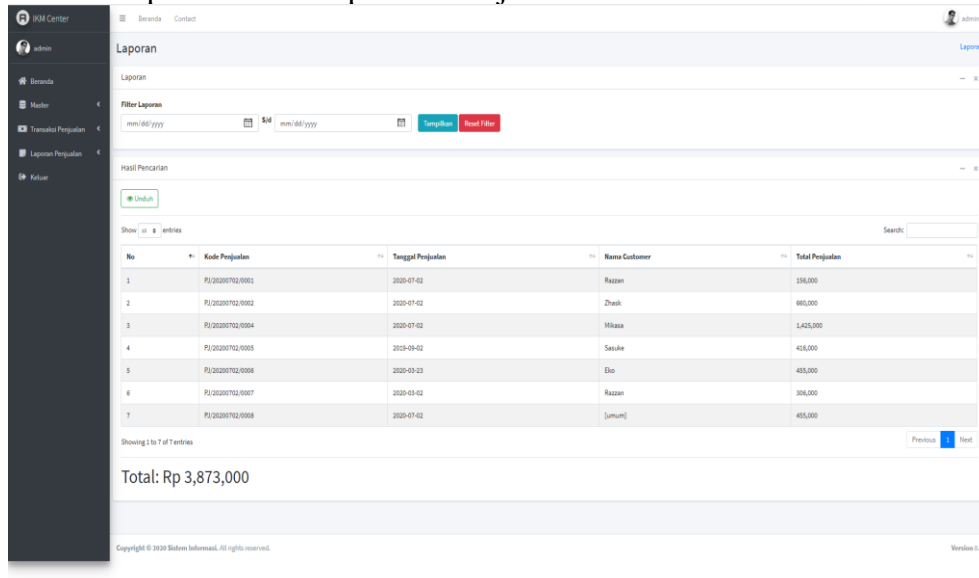 IKM Center
Beranda Contact
admin
admin
Laporan
Beranda
Master
Transaksi Penjualan
Laporan Penjualan
Keluar
Laporan
Filter Laporan
mm/dd/yyyy S/d mm/dd/yyyy Tampilkan Reset Filter
Hasil Pencarian
Unduh
Show 10 entries Search:
No Kode Penjualan Tanggal Penjualan Nama Customer Total Penjualan
1 PJ/20200702/0001 2020-07-02 Razzan 156,000
2 PJ/20200702/0002 2020-07-02 Zhask 660,000
3 PJ/20200702/0004 2020-07-02 Mikasa 1,425,000
4 PJ/20200702/0005 2019-09-02 Sasuke 416,000
5 PJ/20200702/0006 2020-03-23 Eko 455,000
6 PJ/20200702/0007 2020-03-02 Razzan 306,000
7 PJ/20200702/0008 2020-07-02 [umum] 455,000
Showing 1 to 7 of 7 entries Previous 1 Next
Total: Rp 3,873,000
Copyright © 2020 Sistem Informasi. All rights reserved. Version